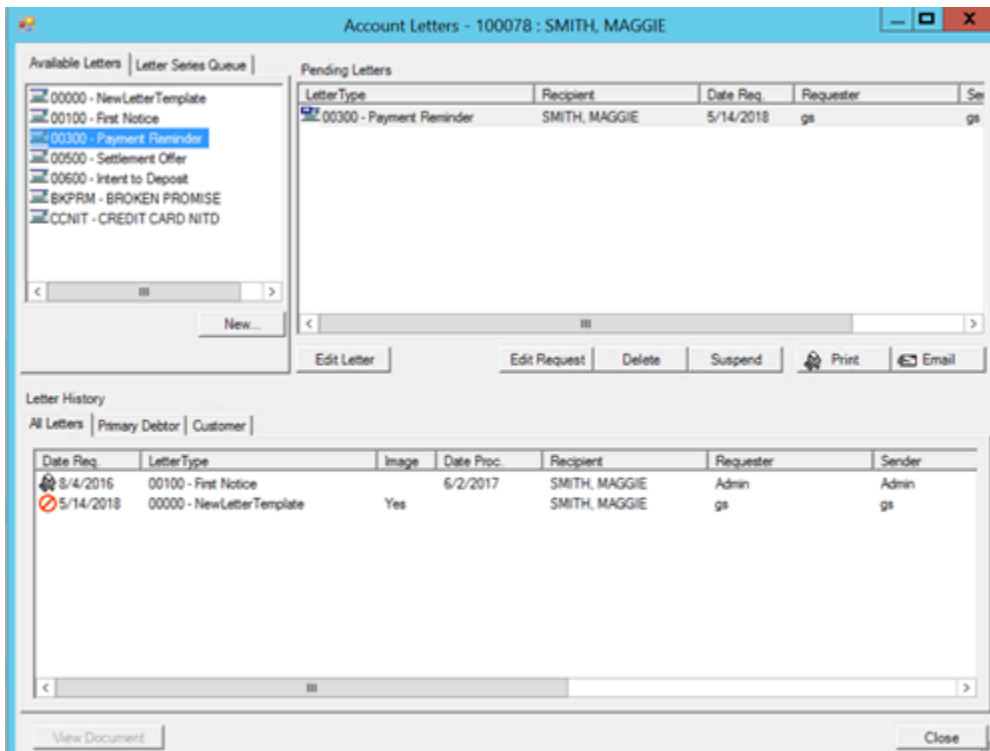 Account Letters - 100078 : SMITH, MAGGIE
Available Letters Letter Series Queue
00000 - NewLetterTemplate
00100 - First Notice
00300 - Payment Reminder
00500 - Settlement Offer
00600 - Intent to Deposit
BKPRM - BROKEN PROMISE
CCNIT - CREDIT CARD NITD
New...
Pending Letters
LetterType Recipient Date Req. Requester Ser
00300 - Payment Reminder SMITH, MAGGIE 5/14/2018 gs gs
Edit Letter Edit Request Delete Suspend Print Email
Letter History
All Letters Primary Debtor Customer
Date Req. LetterType Image Date Proc. Recipient Requester Sender
8/4/2016 00100 - First Notice 6/2/2017 SMITH, MAGGIE Admin Admin
5/14/2018 00000 - NewLetterTemplate Yes SMITH, MAGGIE gs gs
View Document Close